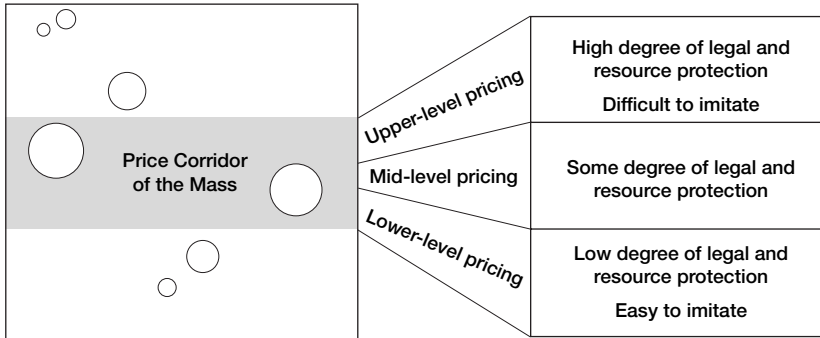 Price Corridor
of the Mass
Upper-level pricing
Mid-level pricing
Lower-level pricing
High degree of legal and
resource protection
Difficult to imitate
Some degree of legal and
resource protection
Low degree of legal and
resource protection
Easy to imitate